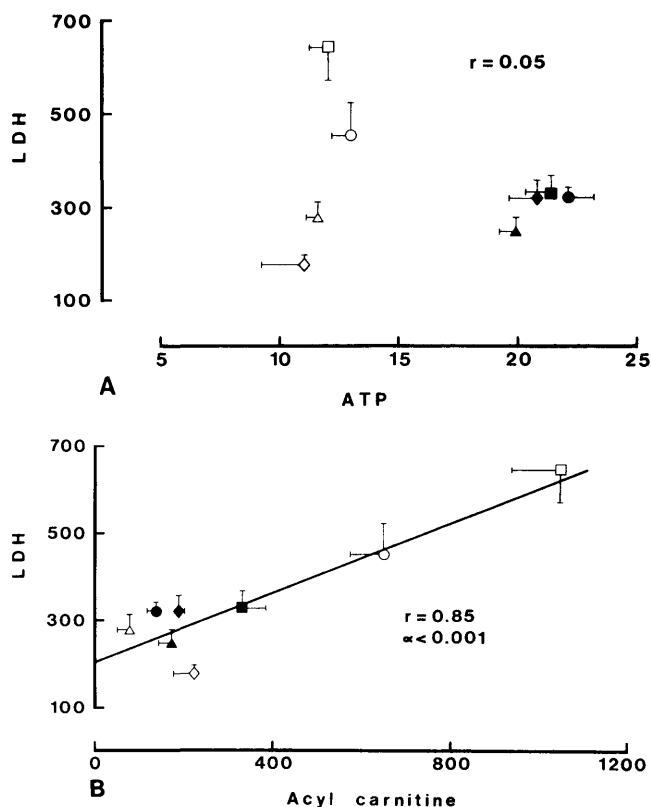 700
500
300
100
LDH
r = 0.05
5 10 15 20 25
A
ATP
700
500
300
100
LDH
r = 0.85
α< 0.001
0 400 800 1200
B
Acyl carnitine